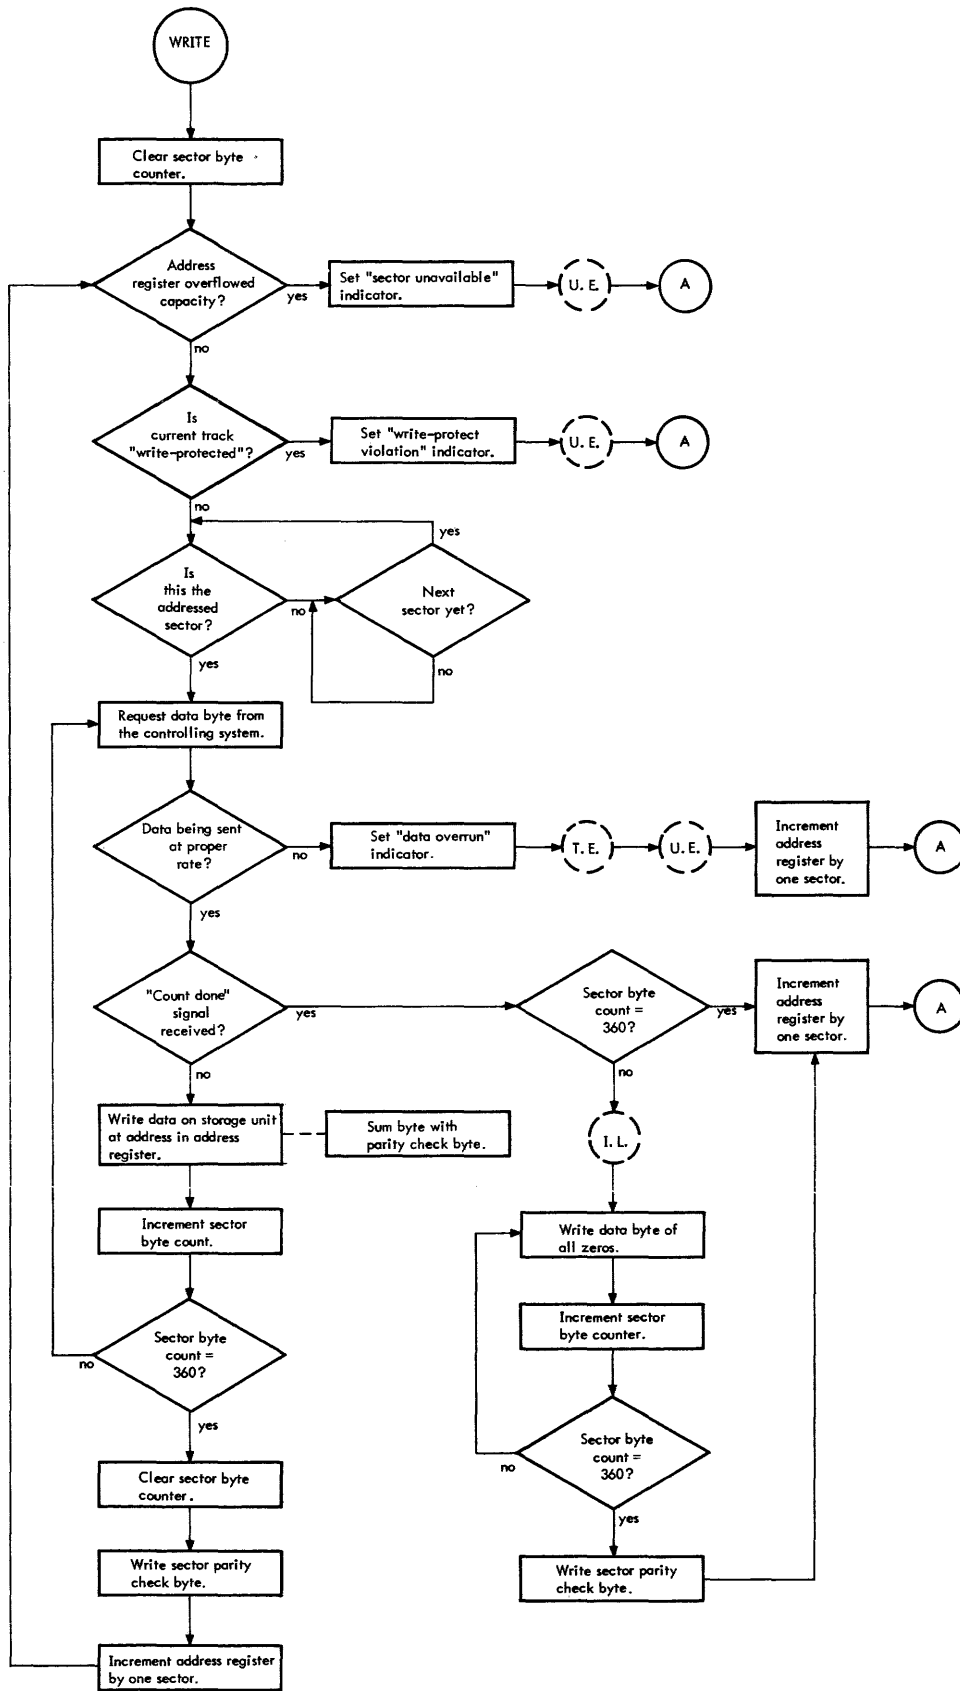 WRITE
Clear sector byte
counter.
Address
register overflowed
capacity?
yes
Set "sector unavailable"
indicator.
U. E.
A
no
Is
current track
"write-protected"?
yes
Set "write-protect
violation" indicator.
U. E.
A
no
yes
Is
this the
addressed
sector?
no
Next
sector yet?
yes
no
Request data byte from
the controlling system.
Data being sent
at proper
rate?
no
Set "data overrun"
indicator.
T. E.
U. E.
Increment
address
register by
one sector.
A
yes
"Count done"
signal
received?
yes
Sector byte
count =
360?
yes
Increment
address
register by
one sector.
A
no
no
Write data on storage unit
at address in address
register.
Sum byte with
parity check byte.
I. L.
Increment sector
byte count.
Write data byte of
all zeros.
Sector byte
count =
360?
no
Increment sector
byte counter.
yes
Sector byte
count =
360?
no
Clear sector byte
counter.
yes
Write sector parity
check byte.
Write sector parity
check byte.
Increment address register
by one sector.